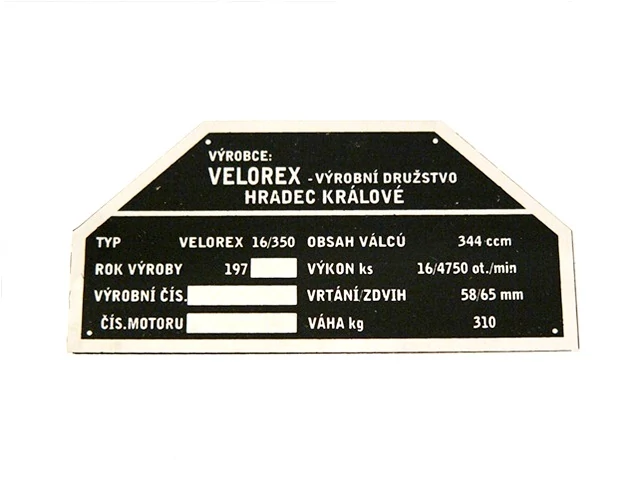 VÝROBCE:
VELOREX - VÝROBNÍ DRUŽSTVO
HRADEC KRÁLOVÉ
TYP VELOREX 16/350 OBSAH VÁLCÚ 344 ccm
ROK VÝROBY 197 VÝKON ks 16/4750 ot./min
VÝROBNÍ ČÍS. VRTÁNÍ/ZDVIH 58/65 mm
ČÍS.MOTORU VÁHA kg 310